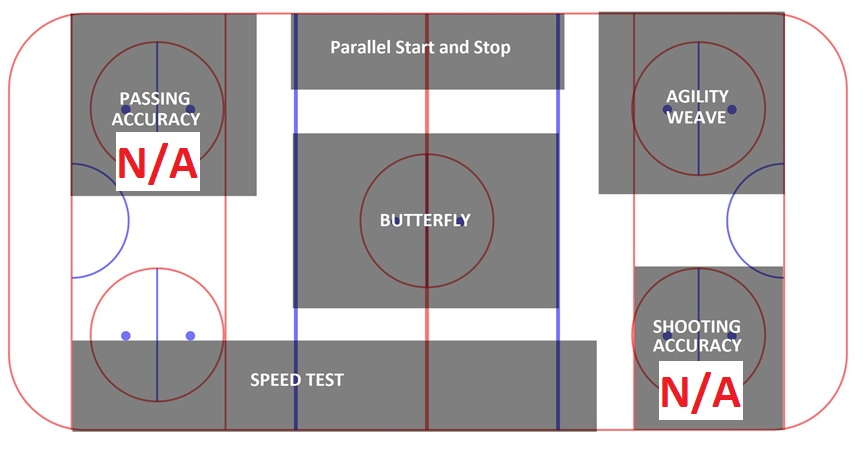 Parallel Start and Stop
PASSING
ACCURACY
N/A
AGILITY
WEAVE
BUTTERFLY
SHOOTING
ACCURACY
N/A
SPEED TEST